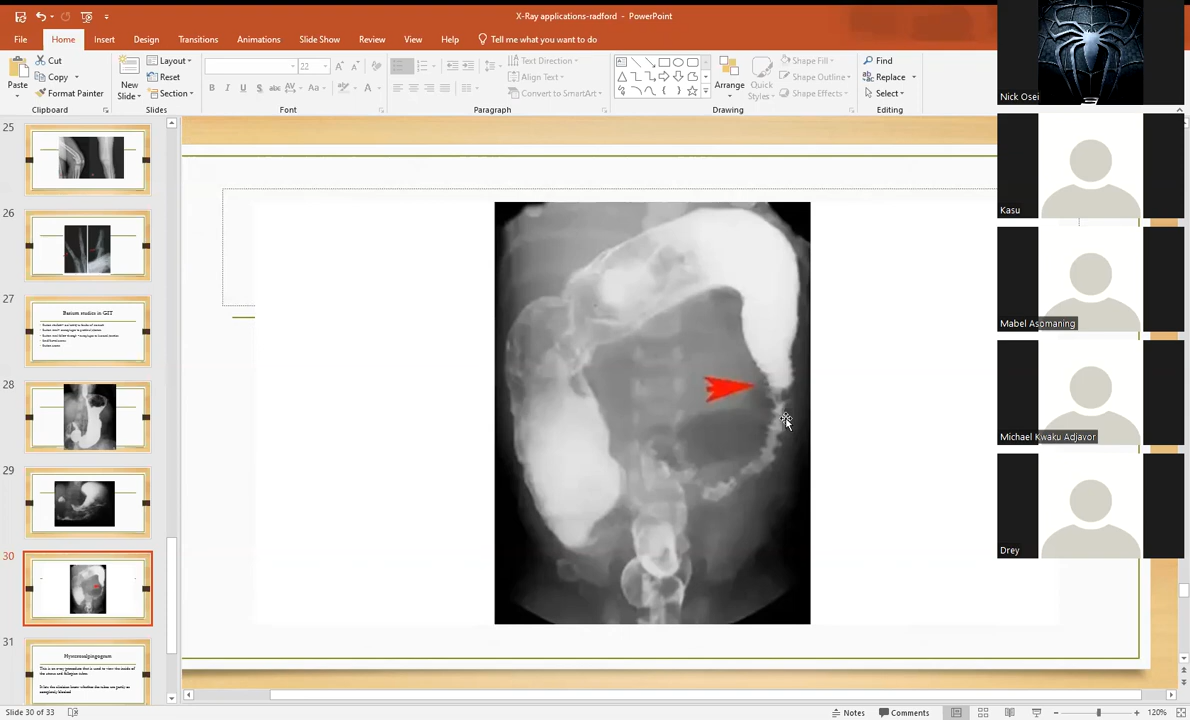 X-Ray applications-radford - PowerPoint
File Home Insert Design Transitions Animations Slide Show Review View Help Tell me what you want to do
Paste
Cut
Copy
Format Painter
Clipboard
New
Slide
Layout
Reset
Section
Slides
32
B I U S abc AV Aa A
Font
Text Direction
Align Text
Convert to SmartArt
Paragraph
Arrange
Quick
Styles
Shape Fill
Shape Outline
Shape Effects
Drawing
Find
Replace
Select
Editing
Nick Osei
Kasu
Mabel Asomaning
Michael Kwaku Adjavor
Drey
25
26
27
Barium studies in GIT
28
29
30
31
Hysterosalpingogram
Slide 30 of 33
Notes
Comments
120%